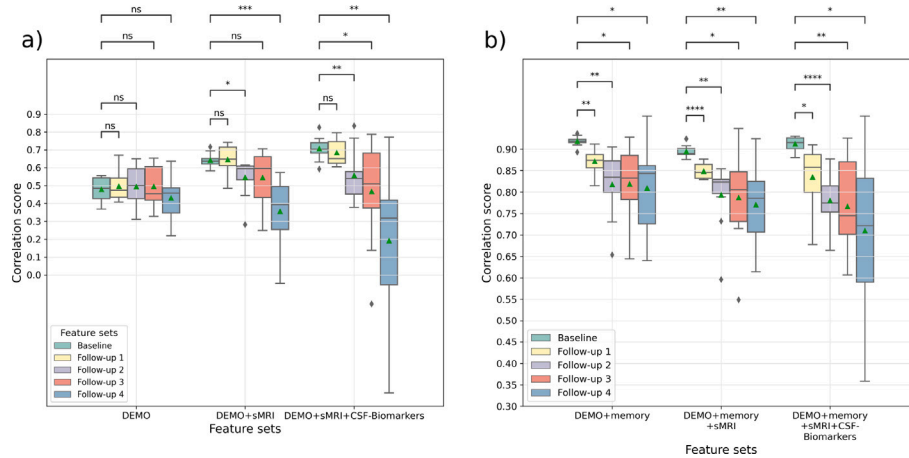 a)
ns
ns
ns
ns
***
ns
*
ns
**
*
**
ns
Correlation score
0.9
0.8
0.7
0.6
0.5
0.4
0.3
0.2
0.1
0.0
Feature sets
Baseline
Follow-up 1
Follow-up 2
Follow-up 3
Follow-up 4
DEMO
DEMO+sMRI
DEMO+sMRI+CSF-Biomarkers
Feature sets
b)
*
*
**
**
**
*
**
****
*
**
****
*
Correlation score
0.90
0.85
0.80
0.75
0.70
0.65
0.60
0.55
0.50
0.45
0.40
0.35
0.30
Baseline
Follow-up 1
Follow-up 2
Follow-up 3
Follow-up 4
DEMO+memory
DEMO+memory
+sMRI
DEMO+memory
+sMRI+CSF-
Biomarkers
Feature sets